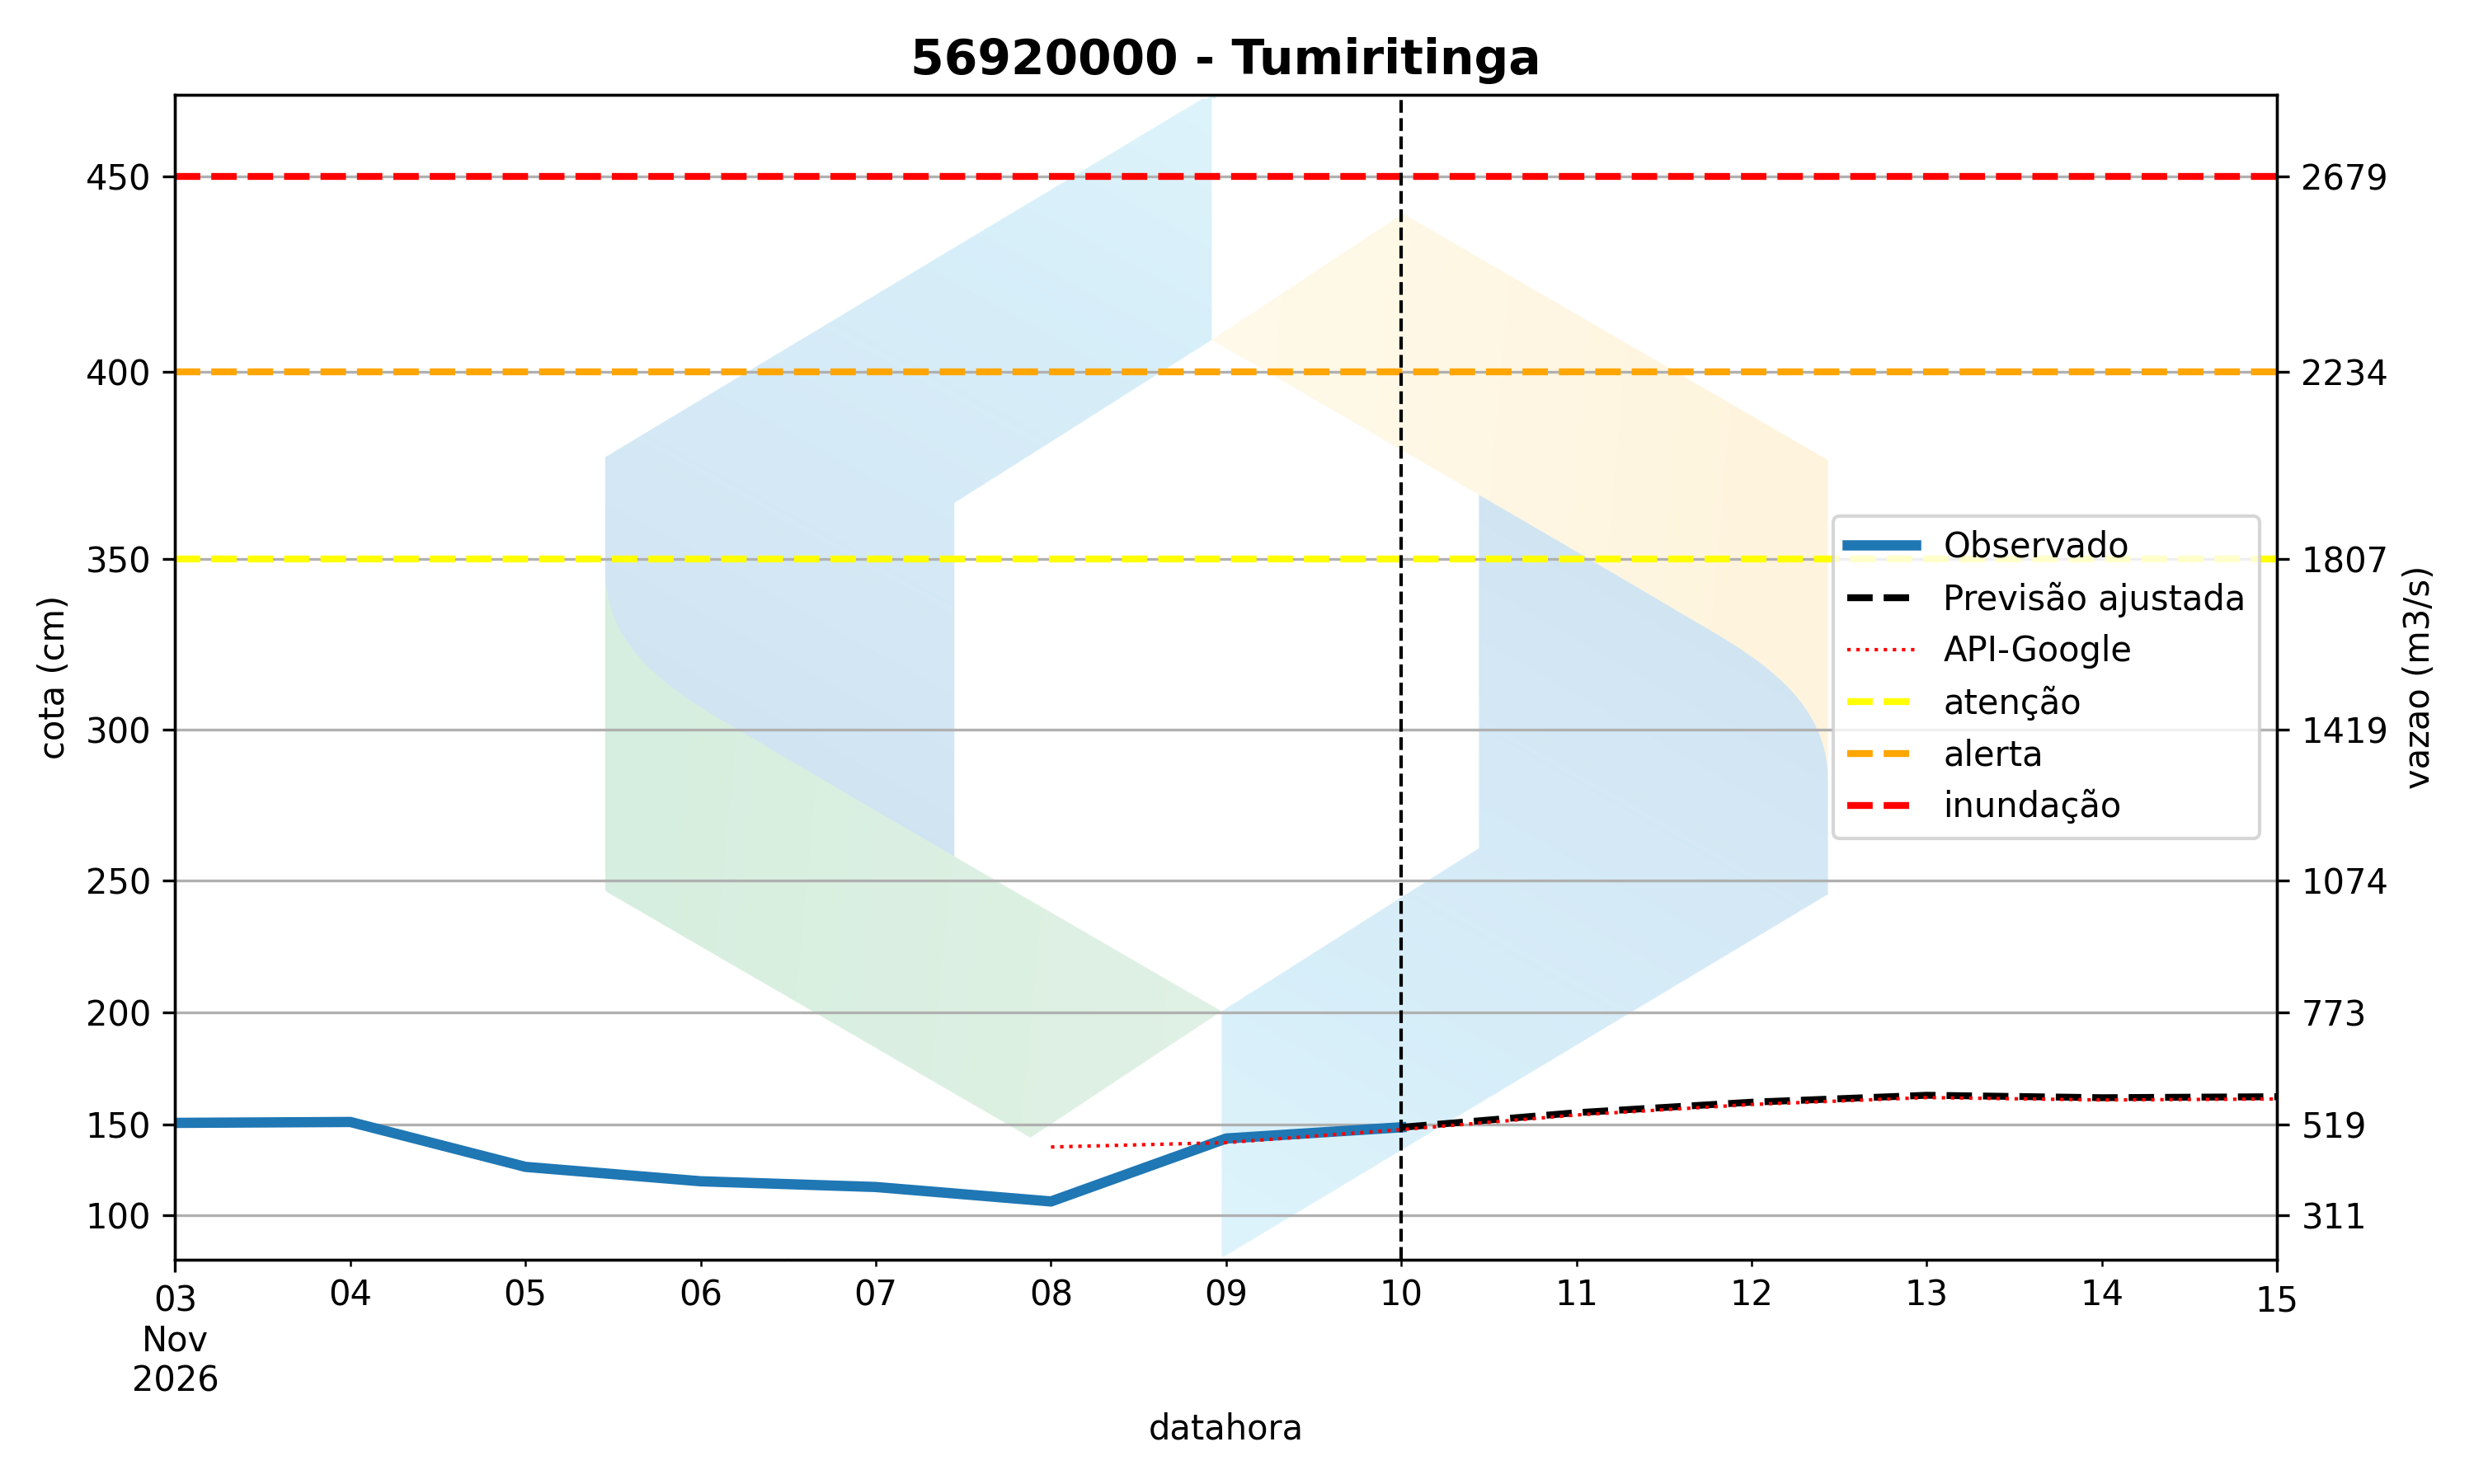 56920000 - Tumiritinga
450
400
350
300
250
200
150
100
cota (cm)
2679
2234
1807
1419
1074
773
519
311
vazao (m3/s)
Observado
Previsão ajustada
API-Google
atenção
alerta
inundação
03 04 05 06 07 08 09 10 11 12 13 14 15
Nov
2026
datahora